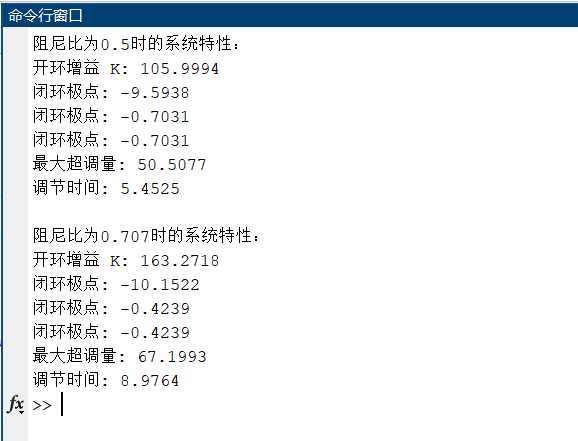 命令行窗口
阻尼比为0.5时的系统特性:
开环增益 K: 105.9994
闭环极点: -9.5938
闭环极点: -0.7031
闭环极点: -0.7031
最大超调量: 50.5077
调节时间: 5.4525
阻尼比为0.707时的系统特性:
开环增益 K: 163.2718
闭环极点: -10.1522
闭环极点: -0.4239
闭环极点: -0.4239
最大超调量: 67.1993
调节时间: 8.9764
fx >>